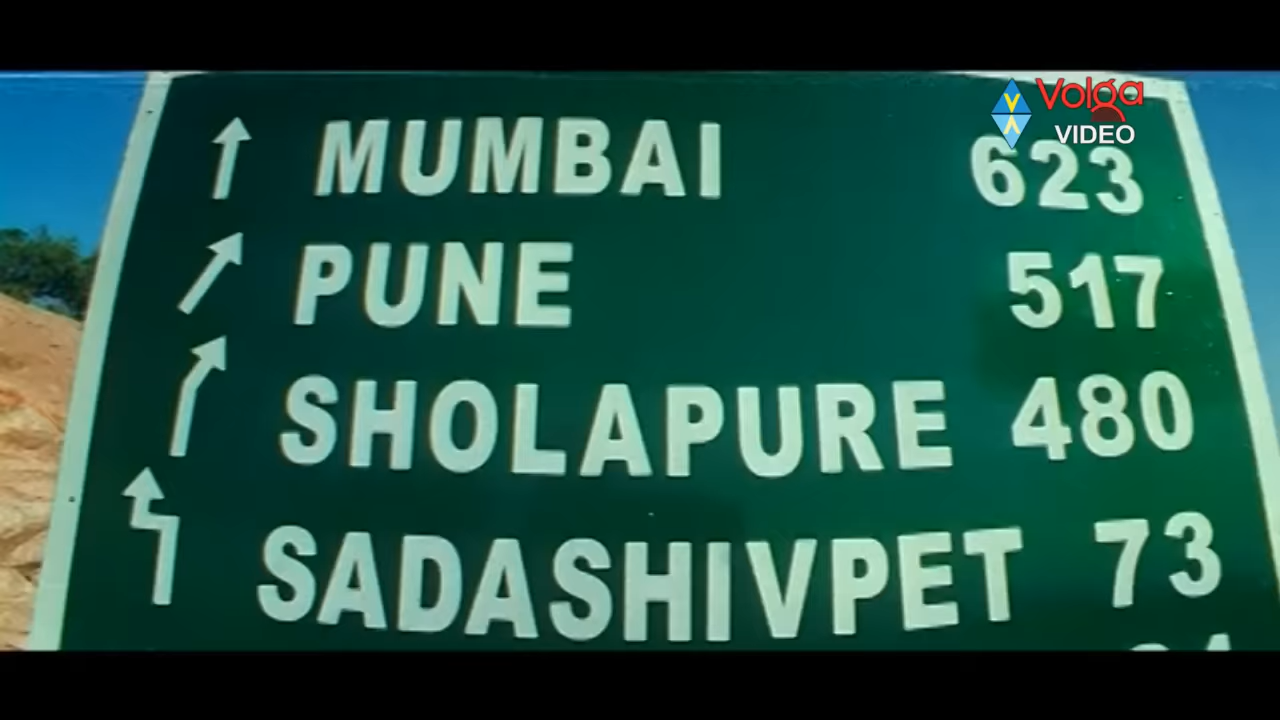 Volga
VIDEO
MUMBAI 623
PUNE 517
SHOLAPURE 480
SADASHIVPET 73